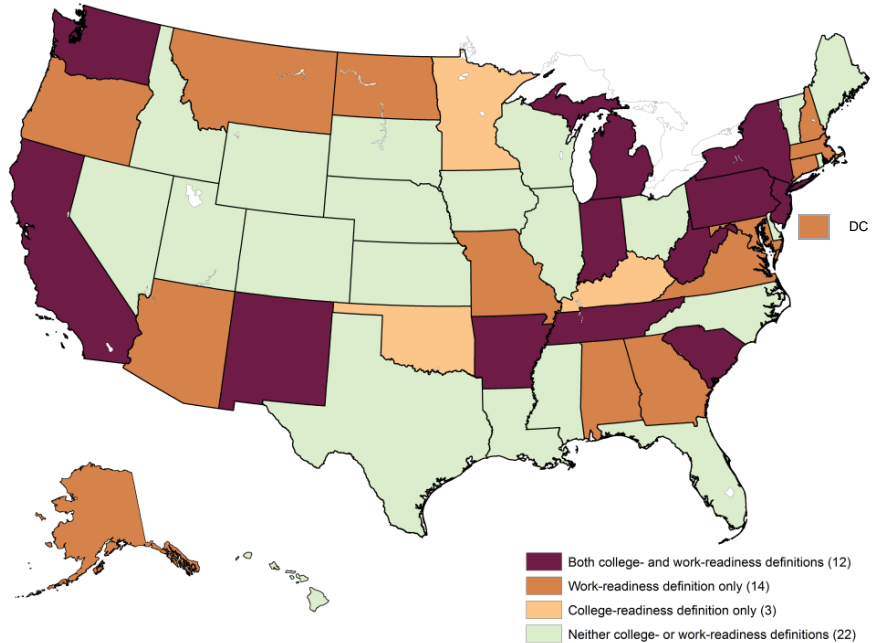 DC
Both college- and work-readiness definitions (12)
Work-readiness definition only (14)
College-readiness definition only (3)
Neither college- or work-readiness definitions (22)